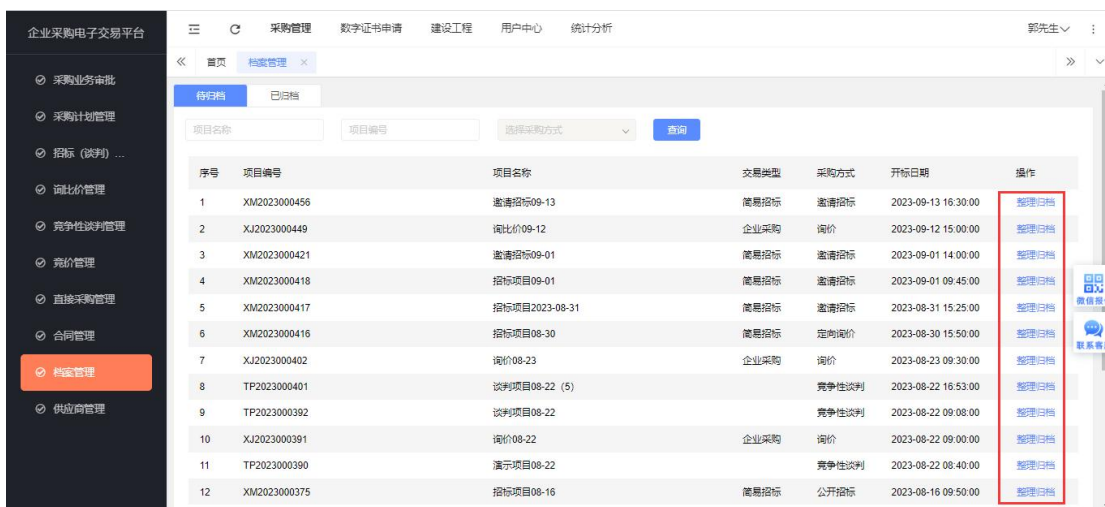 企业采购电子交易平台
采购管理 数字证书申请 建设工程 用户中心 统计分析 郭先生
首页 档案管理 ×
采购业务审批
采购计划管理
招标（谈判）...
询比价管理
竞争性谈判管理
竞价管理
直接采购管理
合同管理
档案管理
供应商管理
待归档 已归档
项目名称 项目编号 选择采购方式 查询
序号 项目编号 项目名称 交易类型 采购方式 开标日期 操作
1 XM2023000456 邀请招标09-13 简易招标 邀请招标 2023-09-13 16:30:00 整理归档
2 XJ2023000449 询比价09-12 企业采购 询价 2023-09-12 15:00:00 整理归档
3 XM2023000421 邀请招标09-01 简易招标 邀请招标 2023-09-01 14:00:00 整理归档
4 XM2023000418 招标项目09-01 简易招标 邀请招标 2023-09-01 09:45:00 整理归档
5 XM2023000417 招标项目2023-08-31 简易招标 邀请招标 2023-08-31 15:25:00 整理归档
6 XM2023000416 招标项目08-30 简易招标 定向询价 2023-08-30 15:50:00 整理归档
7 XJ2023000402 询价08-23 企业采购 询价 2023-08-23 09:30:00 整理归档
8 TP2023000401 谈判项目08-22（5） 竞争性谈判 2023-08-22 16:53:00 整理归档
9 TP2023000392 谈判项目08-22 竞争性谈判 2023-08-22 09:08:00 整理归档
10 XJ2023000391 询价08-22 企业采购 询价 2023-08-22 09:00:00 整理归档
11 TP2023000390 演示项目08-22 竞争性谈判 2023-08-22 08:40:00 整理归档
12 XM2023000375 招标项目08-16 简易招标 公开招标 2023-08-16 09:50:00 整理归档
微信报
联系客